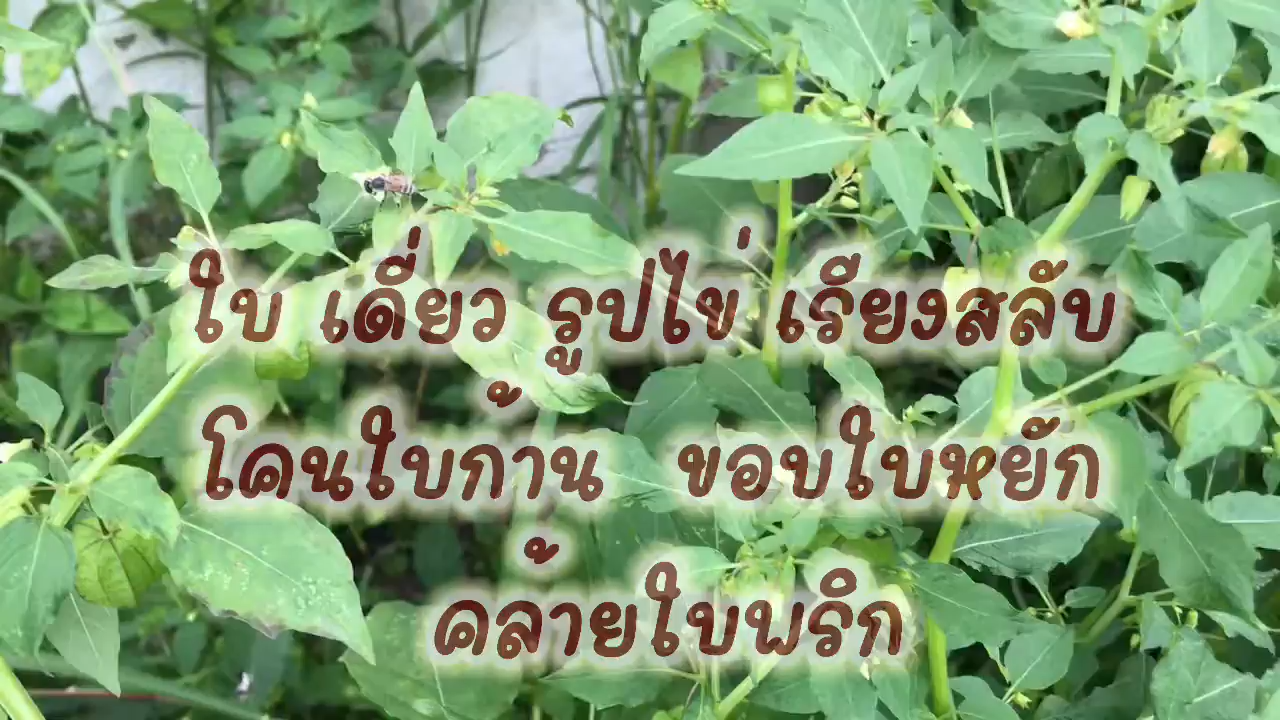 ใบ เดี่ยว รูปไข่ เรียงสลับ
โคนใบก้าน ขอบใบหยัก
คล้ายใบพริก